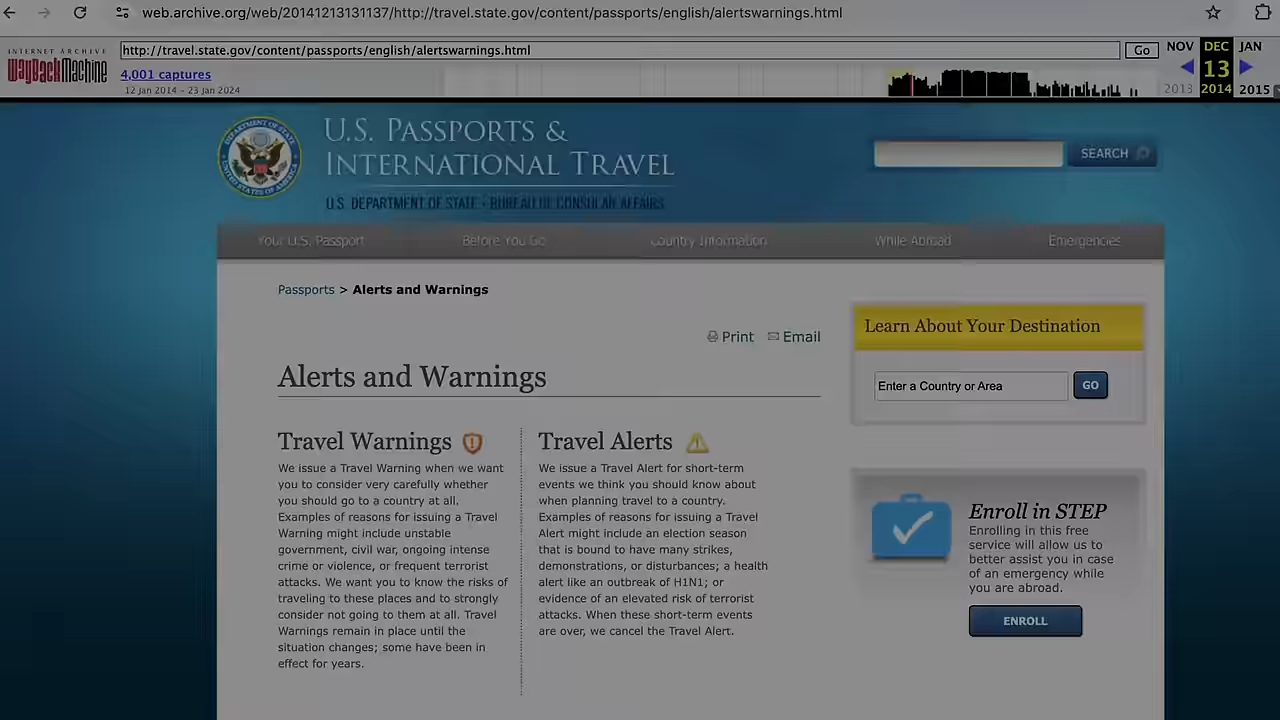 web.archive.org/web/20141213131137/http://travel.state.gov/content/passports/english/alertswarnings.html
INTERNET ARCHIVE
WayBackMachine
http://travel.state.gov/content/passports/english/alertswarnings.html
Go
NOV DEC JAN
4,001 captures
13
12 Jan 2014 - 23 Jan 2024
2013 2014 2015
DEPARTMENT OF STATE
UNITED STATES OF AMERICA
U.S. PASSPORTS &
INTERNATIONAL TRAVEL
U.S. DEPARTMENT OF STATE • BUREAU OF CONSULAR AFFAIRS
SEARCH
Your U.S. Passport Before You Go Country Information While Abroad Emergencies
Passports > Alerts and Warnings
Print Email
Alerts and Warnings
Travel Warnings
We issue a Travel Warning when we want
you to consider very carefully whether
you should go to a country at all.
Examples of reasons for issuing a Travel
Warning might include unstable
government, civil war, ongoing intense
crime or violence, or frequent terrorist
attacks. We want you to know the risks of
traveling to these places and to strongly
consider not going to them at all. Travel
Warnings remain in place until the
situation changes; some have been in
effect for years.
Travel Alerts
We issue a Travel Alert for short-term
events we think you should know about
when planning travel to a country.
Examples of reasons for issuing a Travel
Alert might include an election season
that is bound to have many strikes,
demonstrations, or disturbances; a health
alert like an outbreak of H1N1; or
evidence of an elevated risk of terrorist
attacks. When these short-term events
are over, we cancel the Travel Alert.
Learn About Your Destination
Enter a Country or Area
GO
Enroll in STEP
Enrolling in this free
service will allow us to
better assist you in case
of an emergency while
you are abroad.
ENROLL